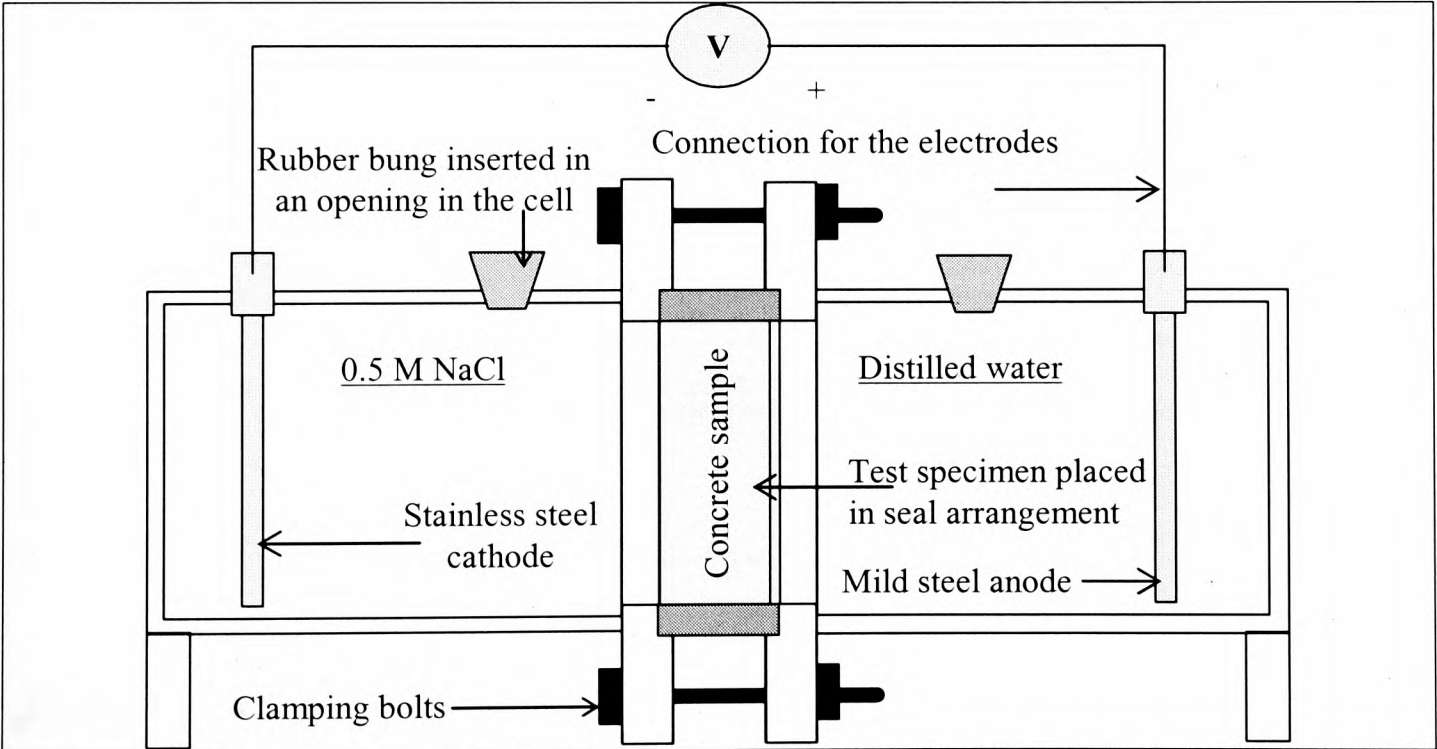 V
- +
Connection for the electrodes
Rubber bung inserted in
an opening in the cell
0.5 M NaCl
Distilled water
Concrete sample
Test specimen placed
in seal arrangement
Stainless steel
cathode
Mild steel anode
Clamping bolts